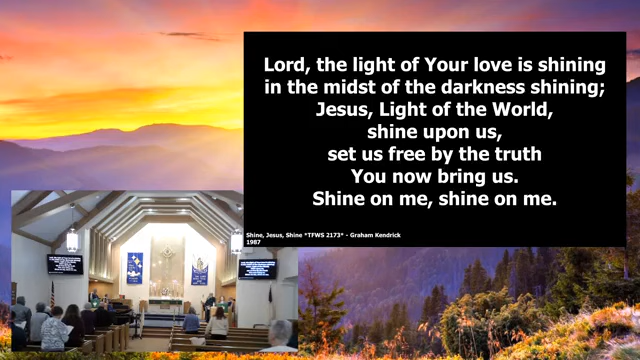 Lord, the light of Your love is shining
in the midst of the darkness shining;
Jesus, Light of the World,
shine upon us,
set us free by the truth
You now bring us.
Shine on me, shine on me.
Shine, Jesus, Shine *TFWS 2173* - Graham Kendrick
1987